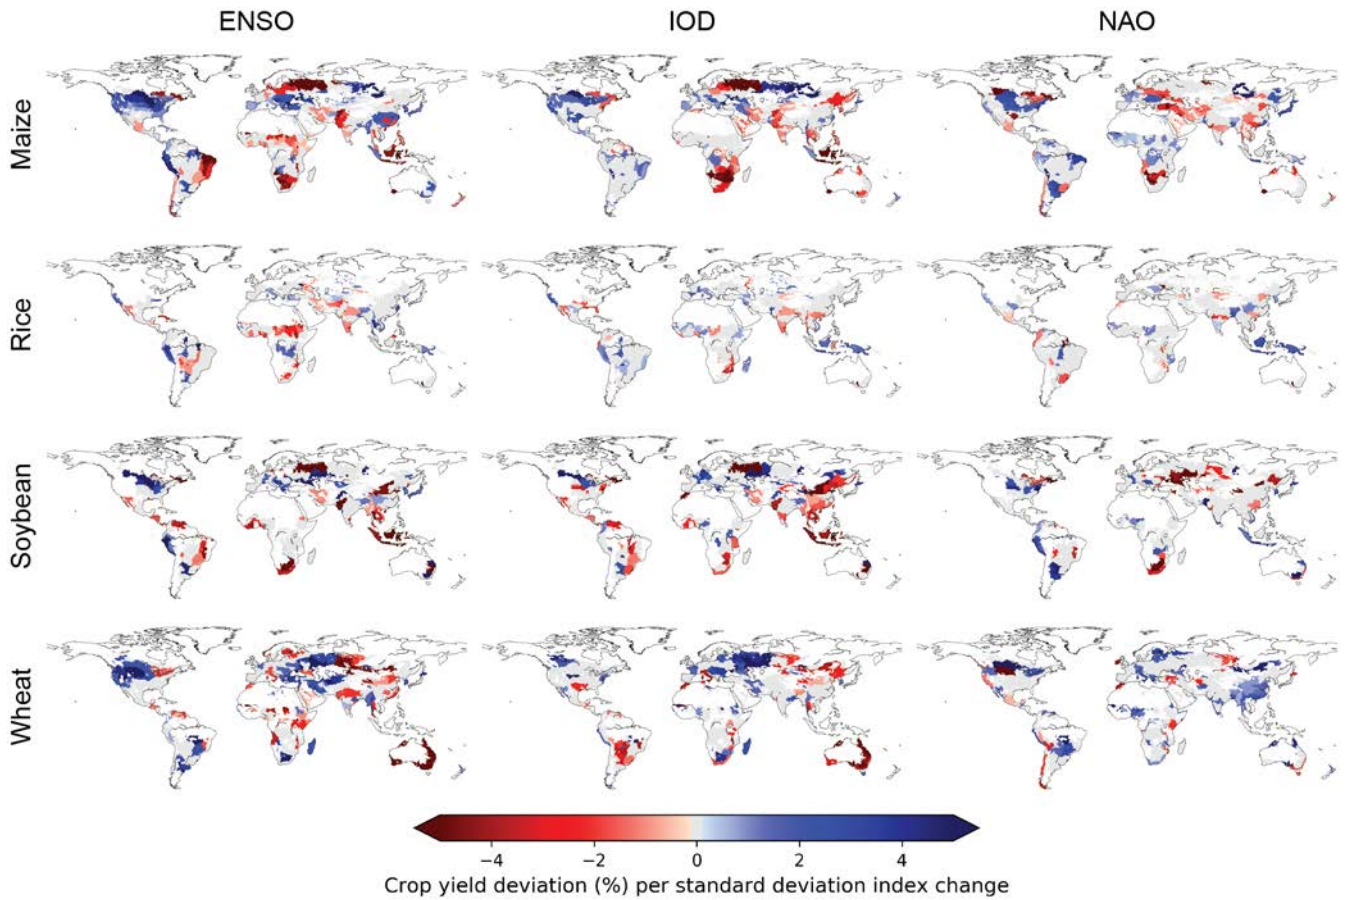 ENSO IOD NAO
Maize
Rice
Soybean
Wheat
−4 −2 0 2 4
Crop yield deviation (%) per standard deviation index change